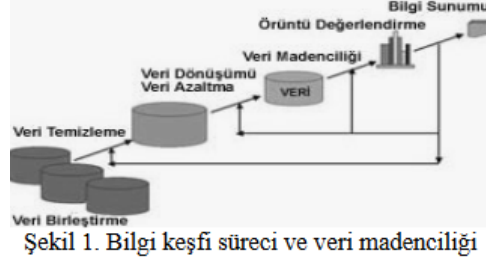 Bilgi Sunumu
Örüntü Değerlendirme
Veri Madenciliği
Veri Dönüşümü
Veri Azaltma
VERİ
Veri Temizleme
Veri Birleştirme
Şekil 1. Bilgi keşfi süreci ve veri madenciliği